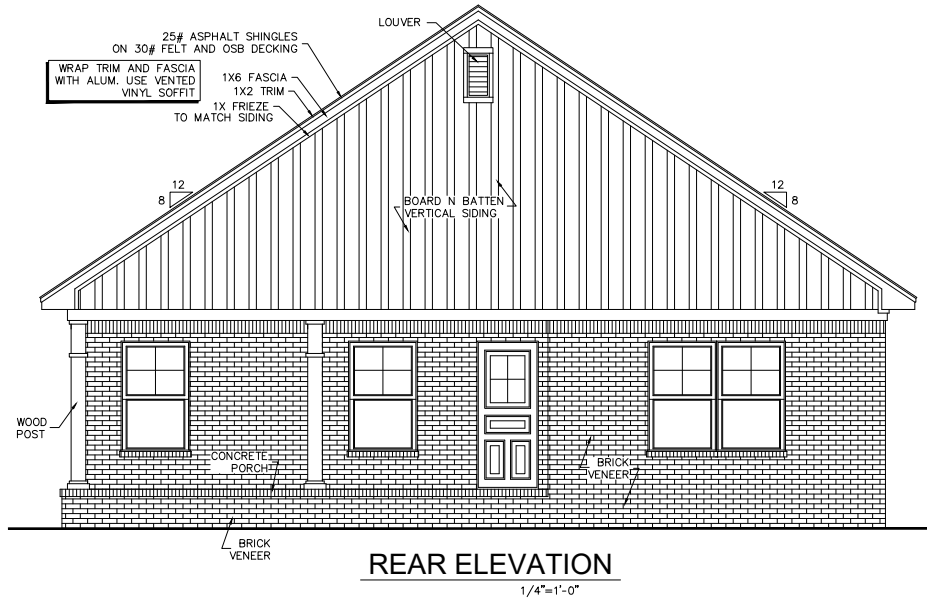 LOUVER
25# ASPHALT SHINGLES
ON 30# FELT AND OSB DECKING
WRAP TRIM AND FASCIA
WITH ALUM. USE VENTED
VINYL SOFFIT
1X6 FASCIA
1X2 TRIM
1X FRIEZE
TO MATCH SIDING
12
8
12
8
BOARD N BATTEN
VERTICAL SIDING
WOOD
POST
CONCRETE
PORCH
BRICK
VENEER
BRICK
VENEER
REAR ELEVATION
1/4"=1'-0"